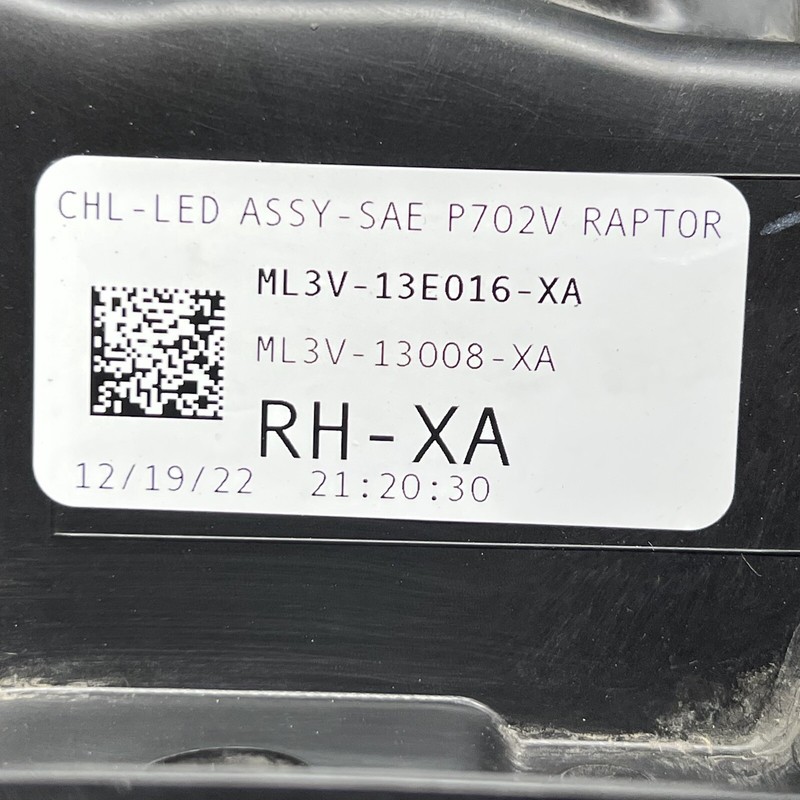 CHL-LED ASSY-SAE P702V RAPTOR
ML3V-13E016-XA
ML3V-13008-XA
RH-XA
12/19/22 21:20:30